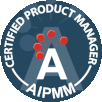 CERTIFIED PRODUCT MANAGER
A
AIPMM